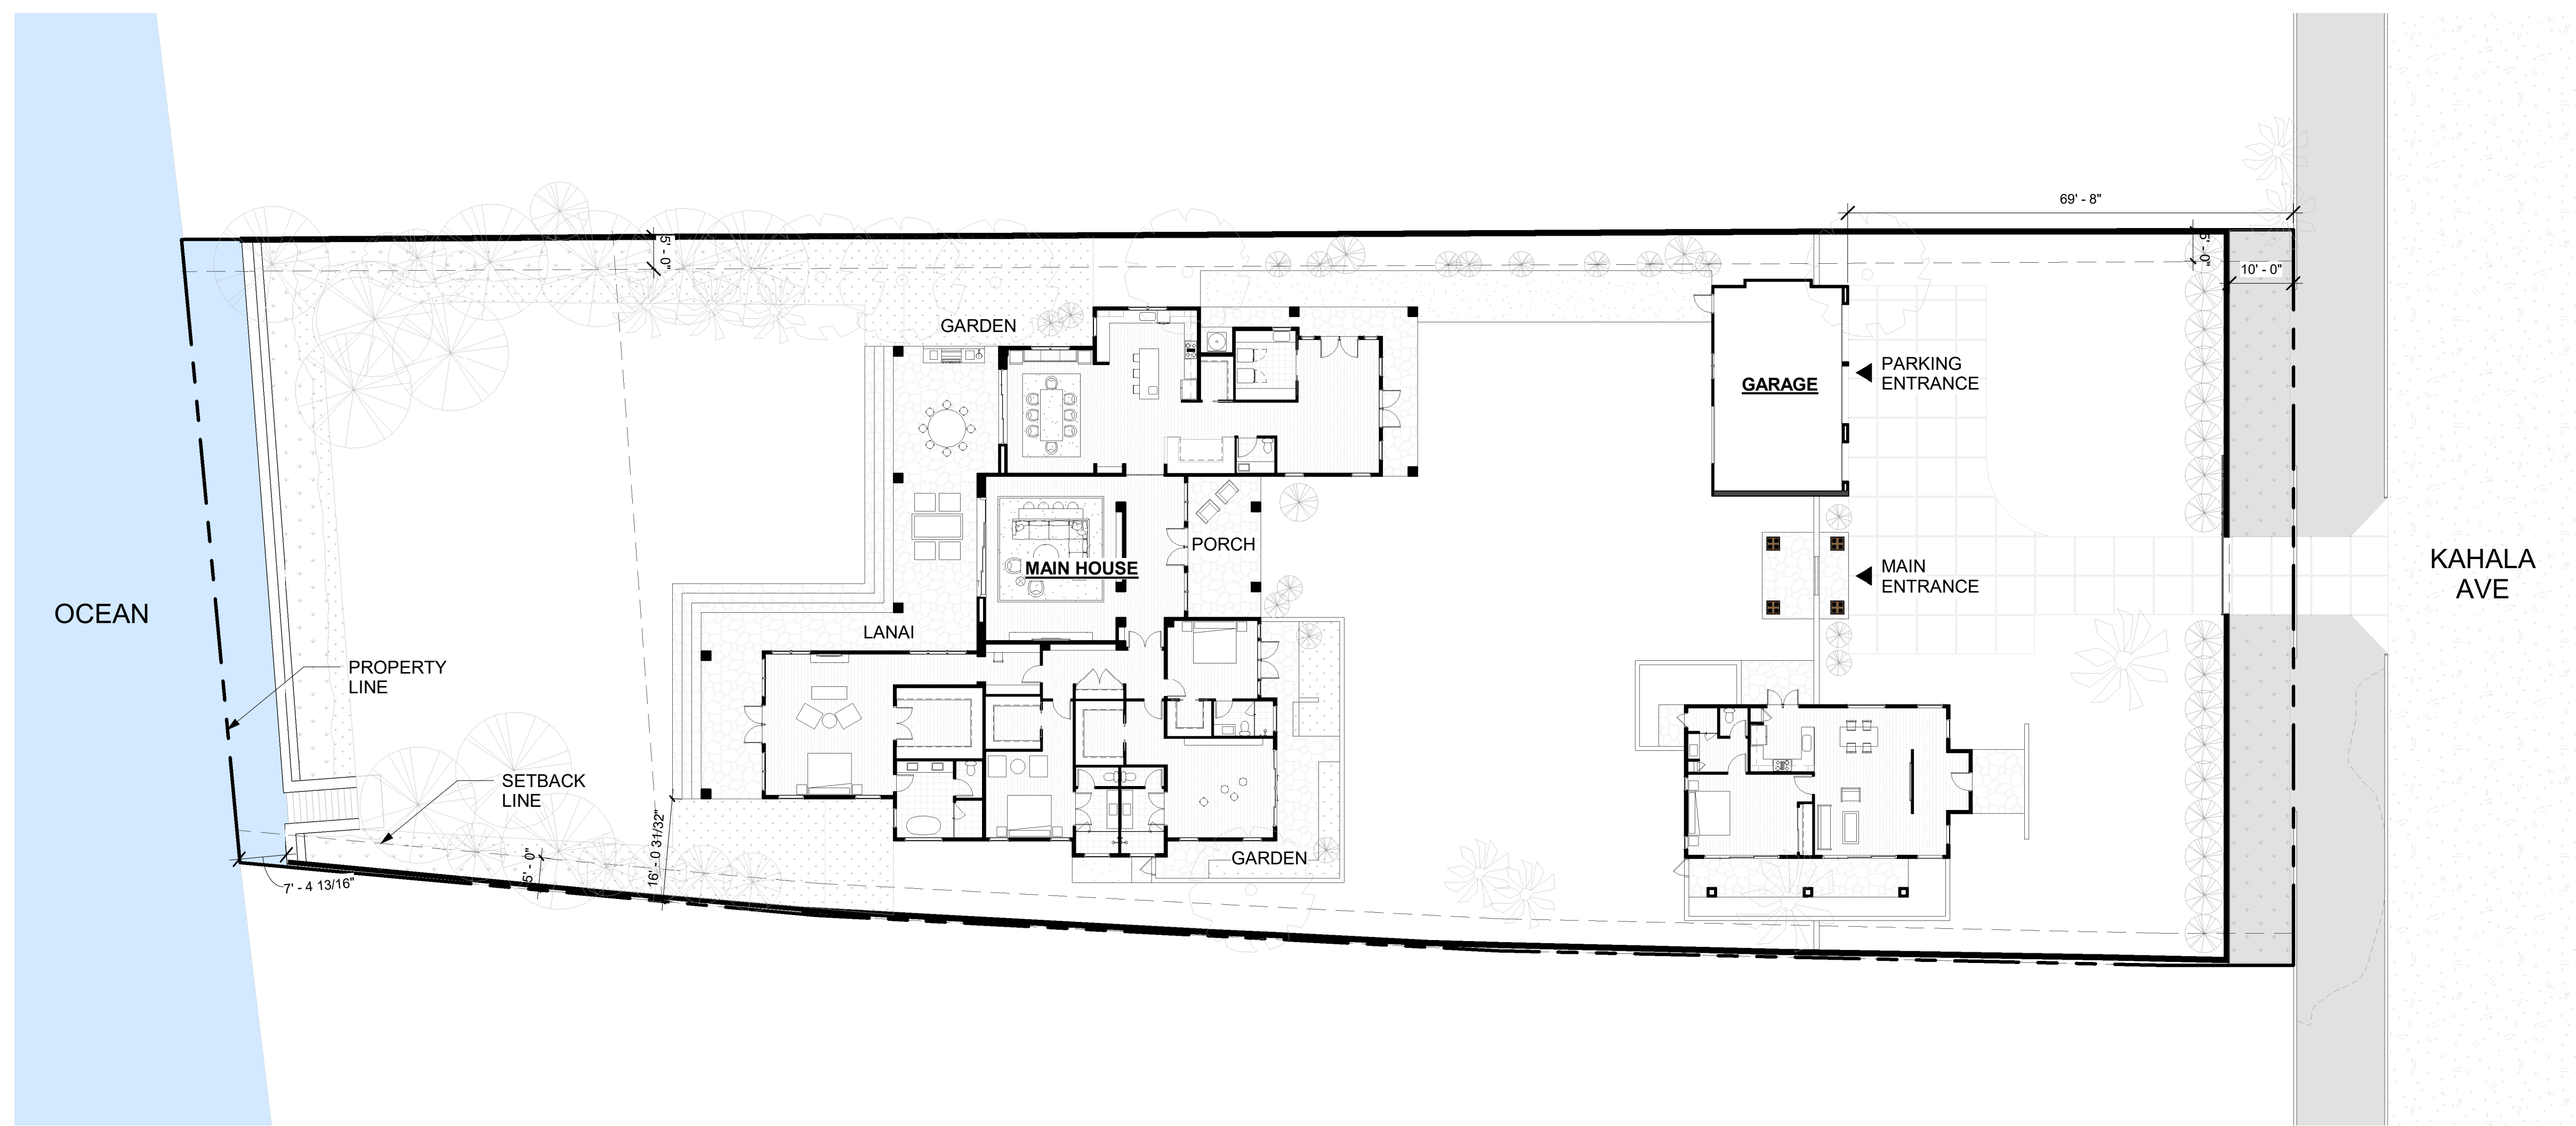 69' - 8"
5' - 0"
5' - 0"
10' - 0"
GARDEN
PARKING
ENTRANCE
GARAGE
PORCH
MAIN HOUSE
MAIN
ENTRANCE
KAHALA
AVE
OCEAN
LANAI
PROPERTY
LINE
SETBACK
LINE
16' - 0 31/32"
5' - 0"
GARDEN
7' - 4 13/16"